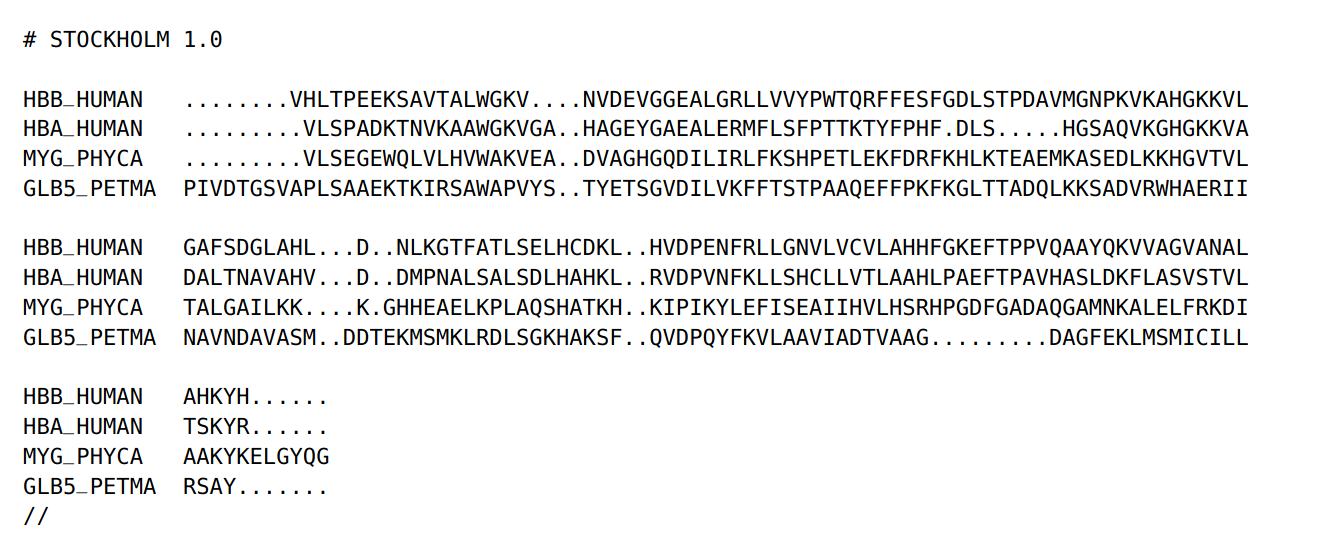 # STOCKHOLM 1.0
HBB_HUMAN   ........VHLTPEEKSAVTALWGKV....NVDEVGGEALGRLLVVYPWTQRFFESFGDLSTPDAVMGNPKVKAHGKKVL
HBA_HUMAN   .........VLSPADKTNVKAAWGKVGA..HAGEYGAEALERMFLSFPTTKTYFPHF.DLS.....HGSAQVKGHGKKVA
MYG_PHYCA   .........VLSEGEWQLVLHVWAKVEA..DVAGHGQDILIRLFKSHPETLEKFDRFKHLKTEAEMKASEDLKKHGVTVL
GLB5_PETMA  PIVDTGSVAPLSAAEKTKIRSAWAPVYS..TYETSGVDILVKFFTSTPAAQEFFPKFKGLTTADQLKKSADVRWHAERII
HBB_HUMAN   GAFSDGLAHL...D..NLKGTFATLSELHCDKL..HVDPENFRLLGNVLVCVLAHHFGKEFTPPVQAAYQKVVAGVANAL
HBA_HUMAN   DALTNAVAHV...D..DMPNALSALSDLHAHKL..RVDPVNFKLLSHCLLVTLAAHLPAEFTPAVHASLDKFLASVSTVL
MYG_PHYCA   TALGAILKK....K.GHHEAELKPLAQSHATKH..KIPIKYLEFISEAIIHVLHSRHPGDFGADAQGAMNKALELFRKDI
GLB5_PETMA  NAVNDAVASM..DDTEKMSMKLRDLSGKHAKSF..QVDPQYFKVLAAVIADTVAAG.........DAGFEKLMSMICILL
HBB_HUMAN   AHKYH......
HBA_HUMAN   TSKYR......
MYG_PHYCA   AAKYKELGYQG
GLB5_PETMA  RSAY.......
//